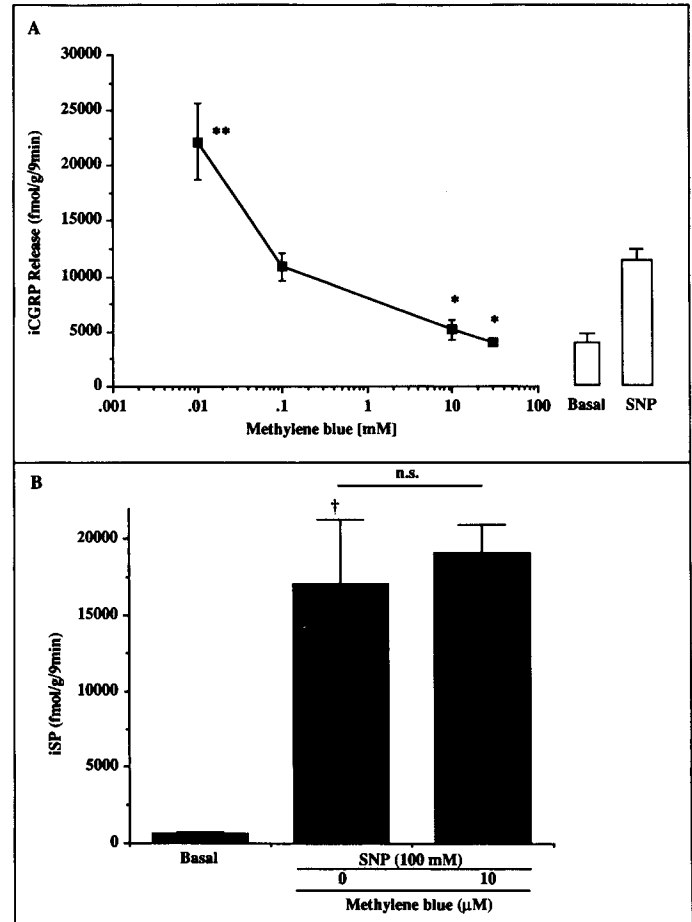 A
30000
25000
20000
15000
10000
5000
0
iCGRP Release (fmol/g/9min)
**
*
*
.001
.01
.1
1
10
100
Methylene blue [mM]
Basal
SNP
B
n.s.
†
20000
15000
10000
5000
0
iSP (fmol/g/9min)
Basal
SNP (100 mM)
0
10
Methylene blue (µM)